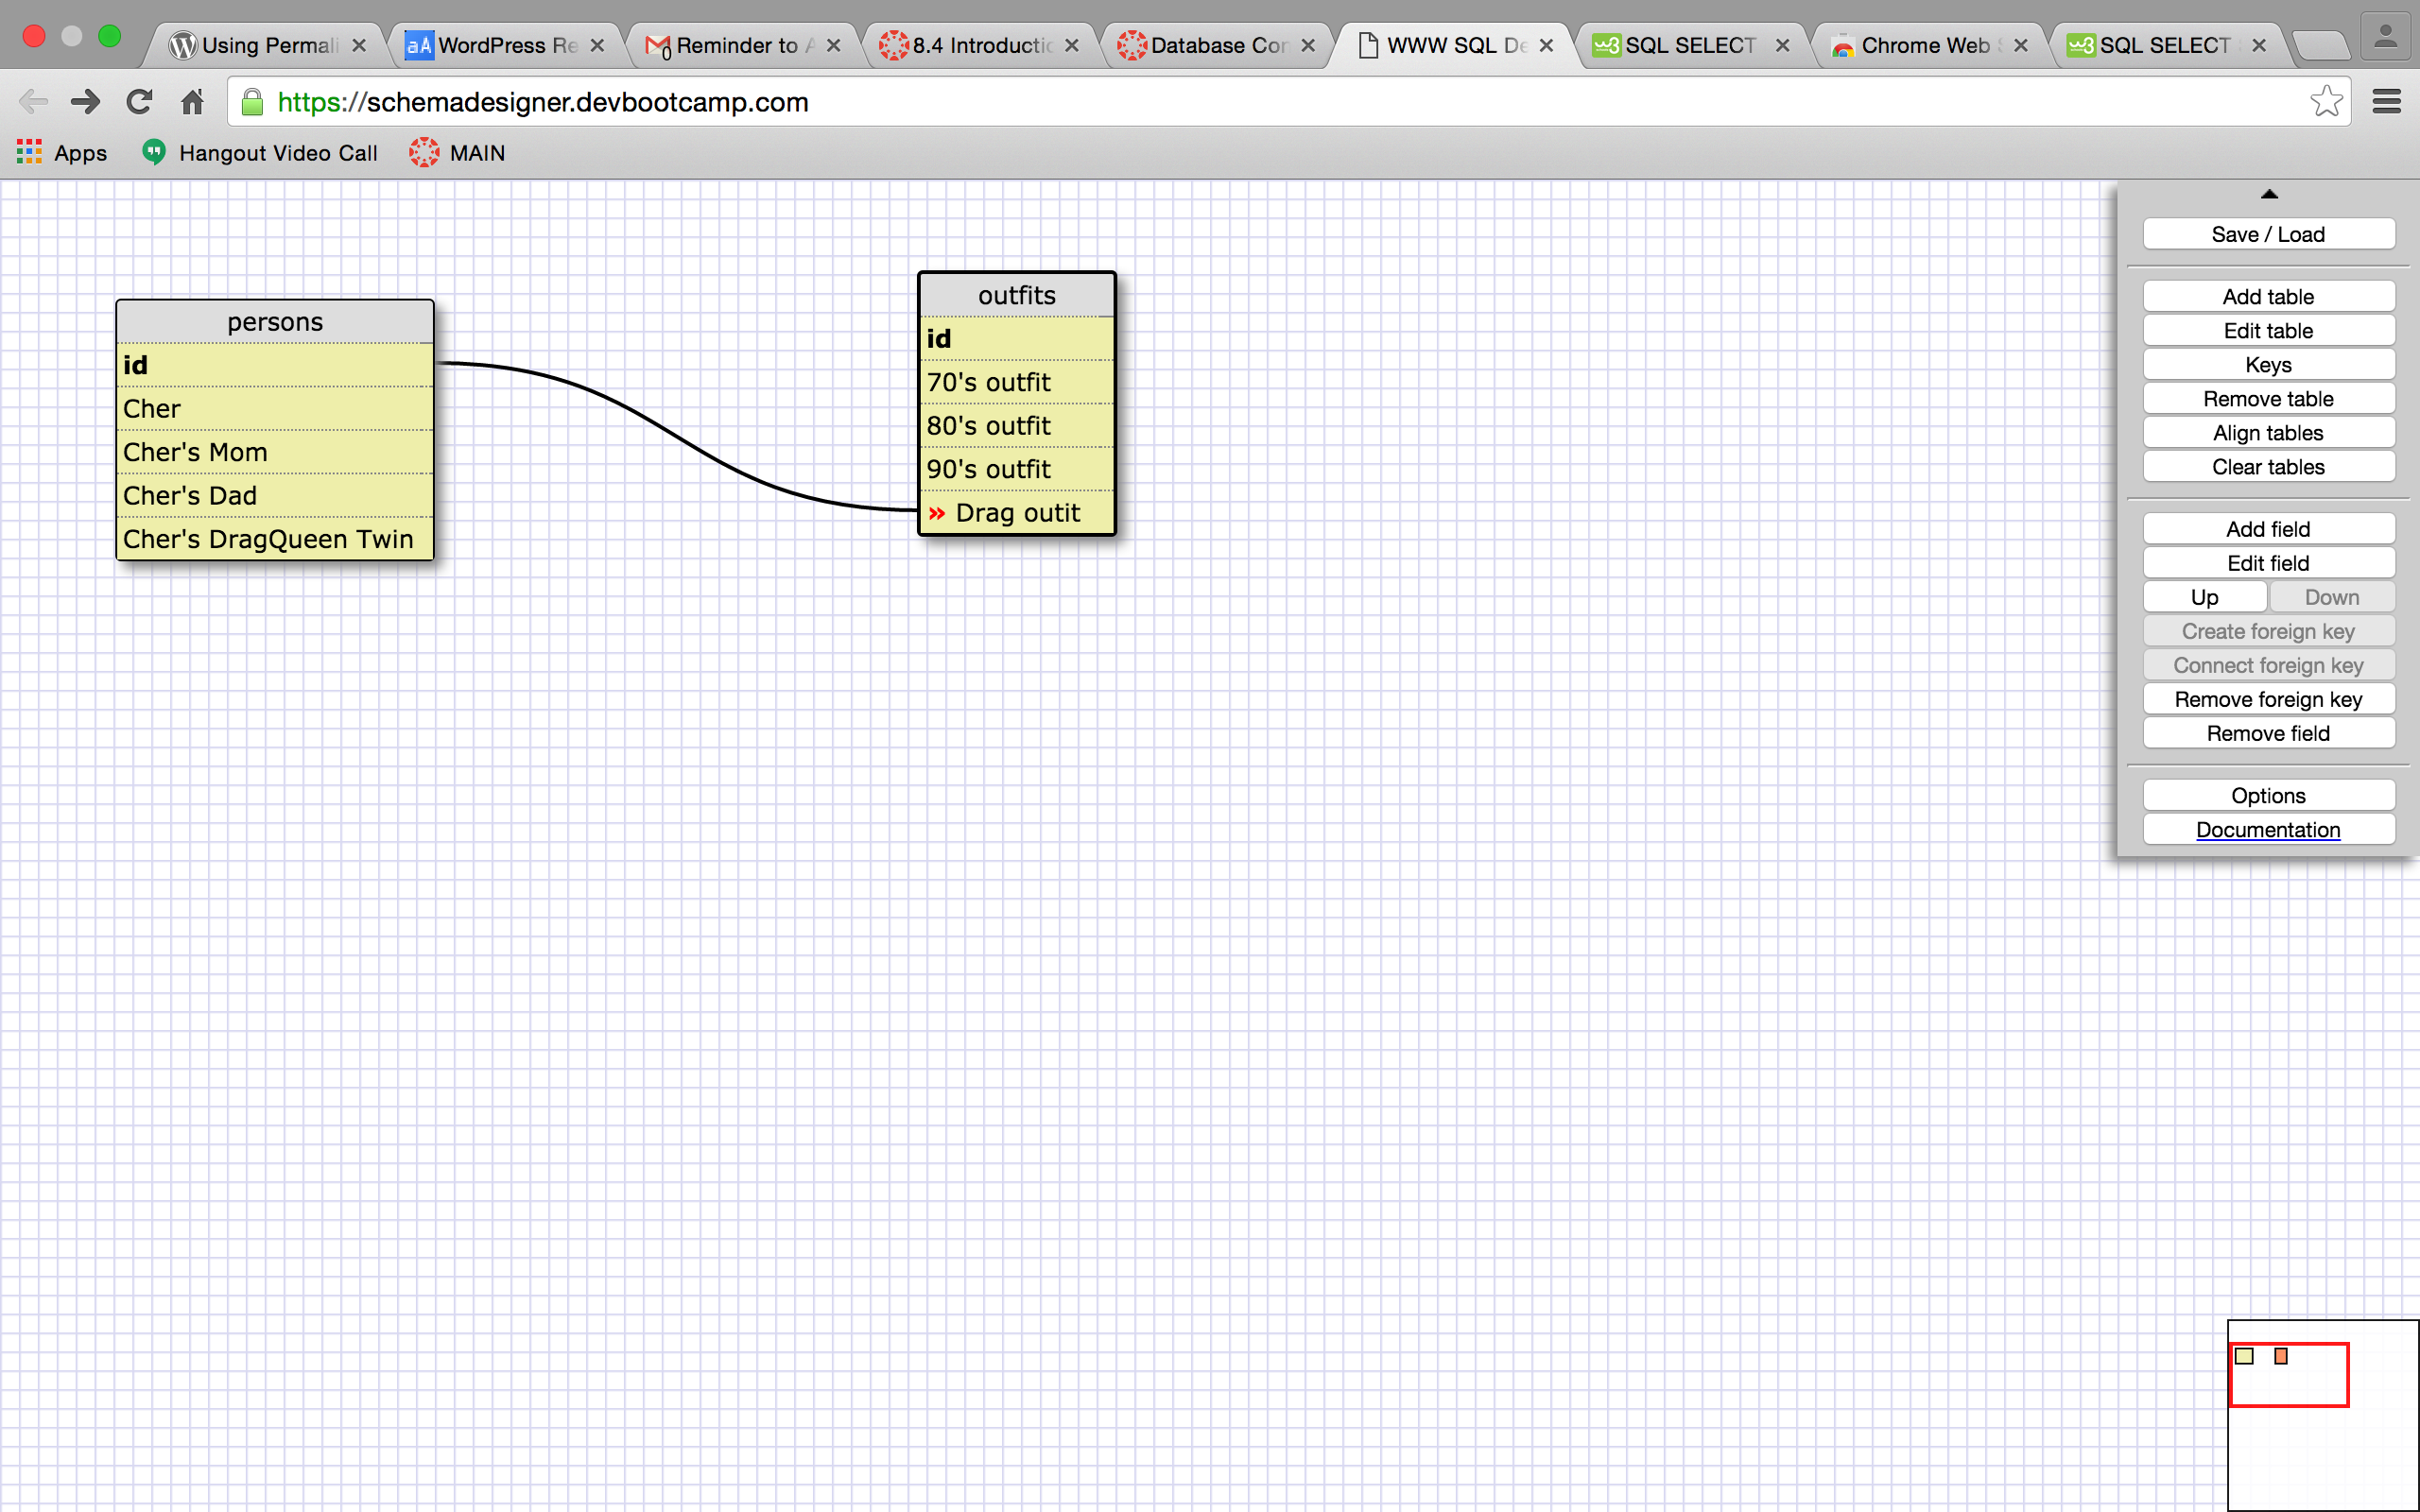 Using Permali
WordPress Re
Reminder to A
8.4 Introductic
Database Cor
WWW SQL De
SQL SELECT
Chrome Web S
SQL SELECT
https://schemadesigner.devbootcamp.com
Apps
Hangout Video Call
MAIN
persons
id
Cher
Cher's Mom
Cher's Dad
Cher's DragQueen Twin
outfits
id
70's outfit
80's outfit
90's outfit
» Drag outit
Save / Load
Add table
Edit table
Keys
Remove table
Align tables
Clear tables
Add field
Edit field
Up Down
Create foreign key
Connect foreign key
Remove foreign key
Remove field
Options
Documentation